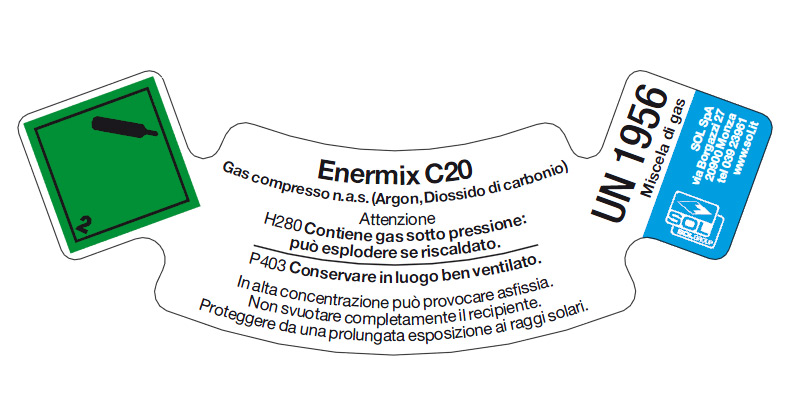 2
Enermix C20
Gas compresso n.a.s. (Argon, Diossido di carbonio)
Attenzione
H280 Contiene gas sotto pressione:
può esplodere se riscaldato.
P403 Conservare in luogo ben ventilato.
In alta concentrazione può provocare asfissia.
Non svuotare completamente il recipiente.
Proteggere da una prolungata esposizione ai raggi solari.
UN 1956
Miscela di gas
SOL SpA
via Borgazzi 27
20900 Monza
tel 039 23961
www.sol.it
SOL